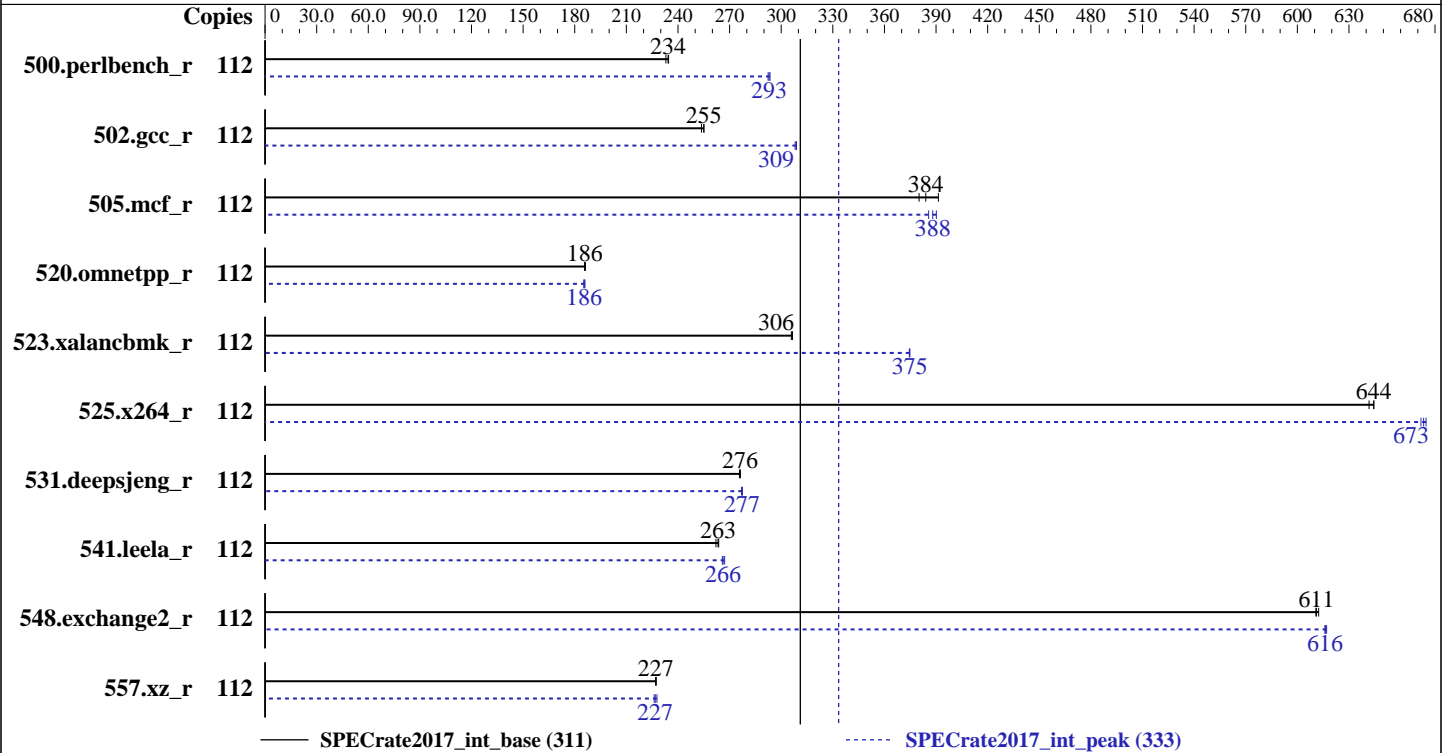 Copies 0 30.0 60.0 90.0 120 150 180 210 240 270 300 330 360 390 420 450 480 510 540 570 600 630 680
234
500.perlbench_r 112
293
255
502.gcc_r 112
309
384
505.mcf_r 112
388
186
520.omnetpp_r 112
186
306
523.xalancbmk_r 112
375
644
525.x264_r 112
673
276
531.deepsjeng_r 112
277
263
541.leela_r 112
266
611
548.exchange2_r 112
616
227
557.xz_r 112
227
SPECrate2017_int_base (311) SPECrate2017_int_peak (333)